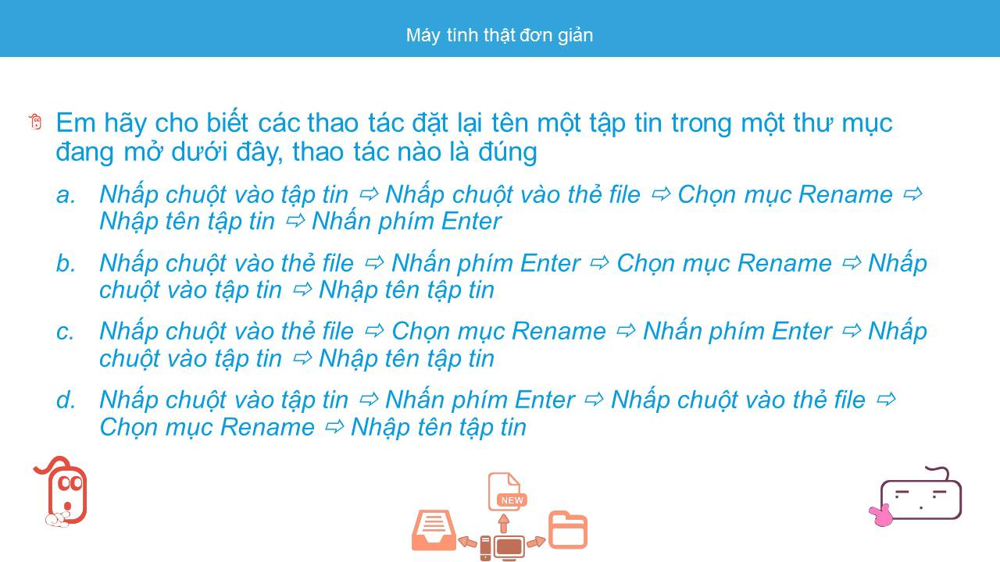 Máy tính thật đơn giản
Em hãy cho biết các thao tác đặt lại tên một tập tin trong một thư mục
đang mở dưới đây, thao tác nào là đúng
a. Nhấp chuột vào tập tin ⇨ Nhấp chuột vào thẻ file ⇨ Chọn mục Rename ⇨
Nhập tên tập tin ⇨ Nhấn phím Enter
b. Nhấp chuột vào thẻ file ⇨ Nhấn phím Enter ⇨ Chọn mục Rename ⇨ Nhấp
chuột vào tập tin ⇨ Nhập tên tập tin
c. Nhấp chuột vào thẻ file ⇨ Chọn mục Rename ⇨ Nhấn phím Enter ⇨ Nhấp
chuột vào tập tin ⇨ Nhập tên tập tin
d. Nhấp chuột vào tập tin ⇨ Nhấn phím Enter ⇨ Nhấp chuột vào thẻ file ⇨
Chọn mục Rename ⇨ Nhập tên tập tin
NEW